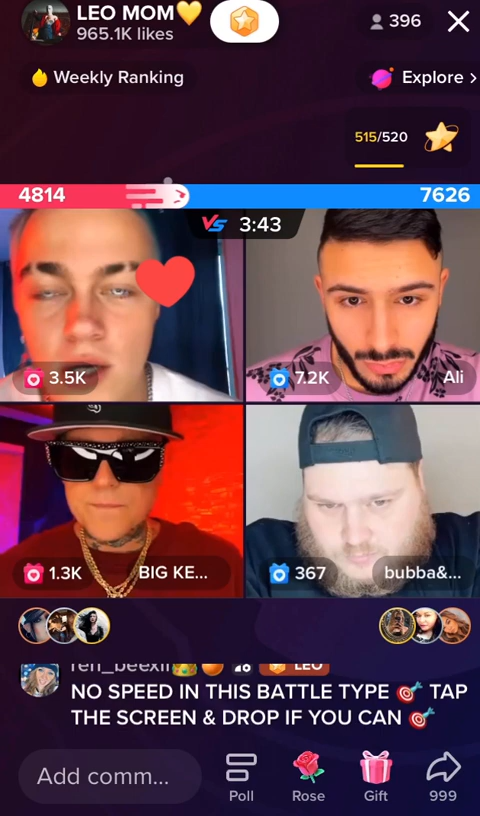 LEO MOM💛
965.1K likes
396
Weekly Ranking
Explore >
515/520
4814
7626
VS 3:43
3.5K
7.2K
Ali
1.3K
BIG KE...
367
bubba&...
LEO
NO SPEED IN THIS BATTLE TYPE 🎯 TAP
THE SCREEN & DROP IF YOU CAN 🎯
Add comm...
Poll
Rose
Gift
999